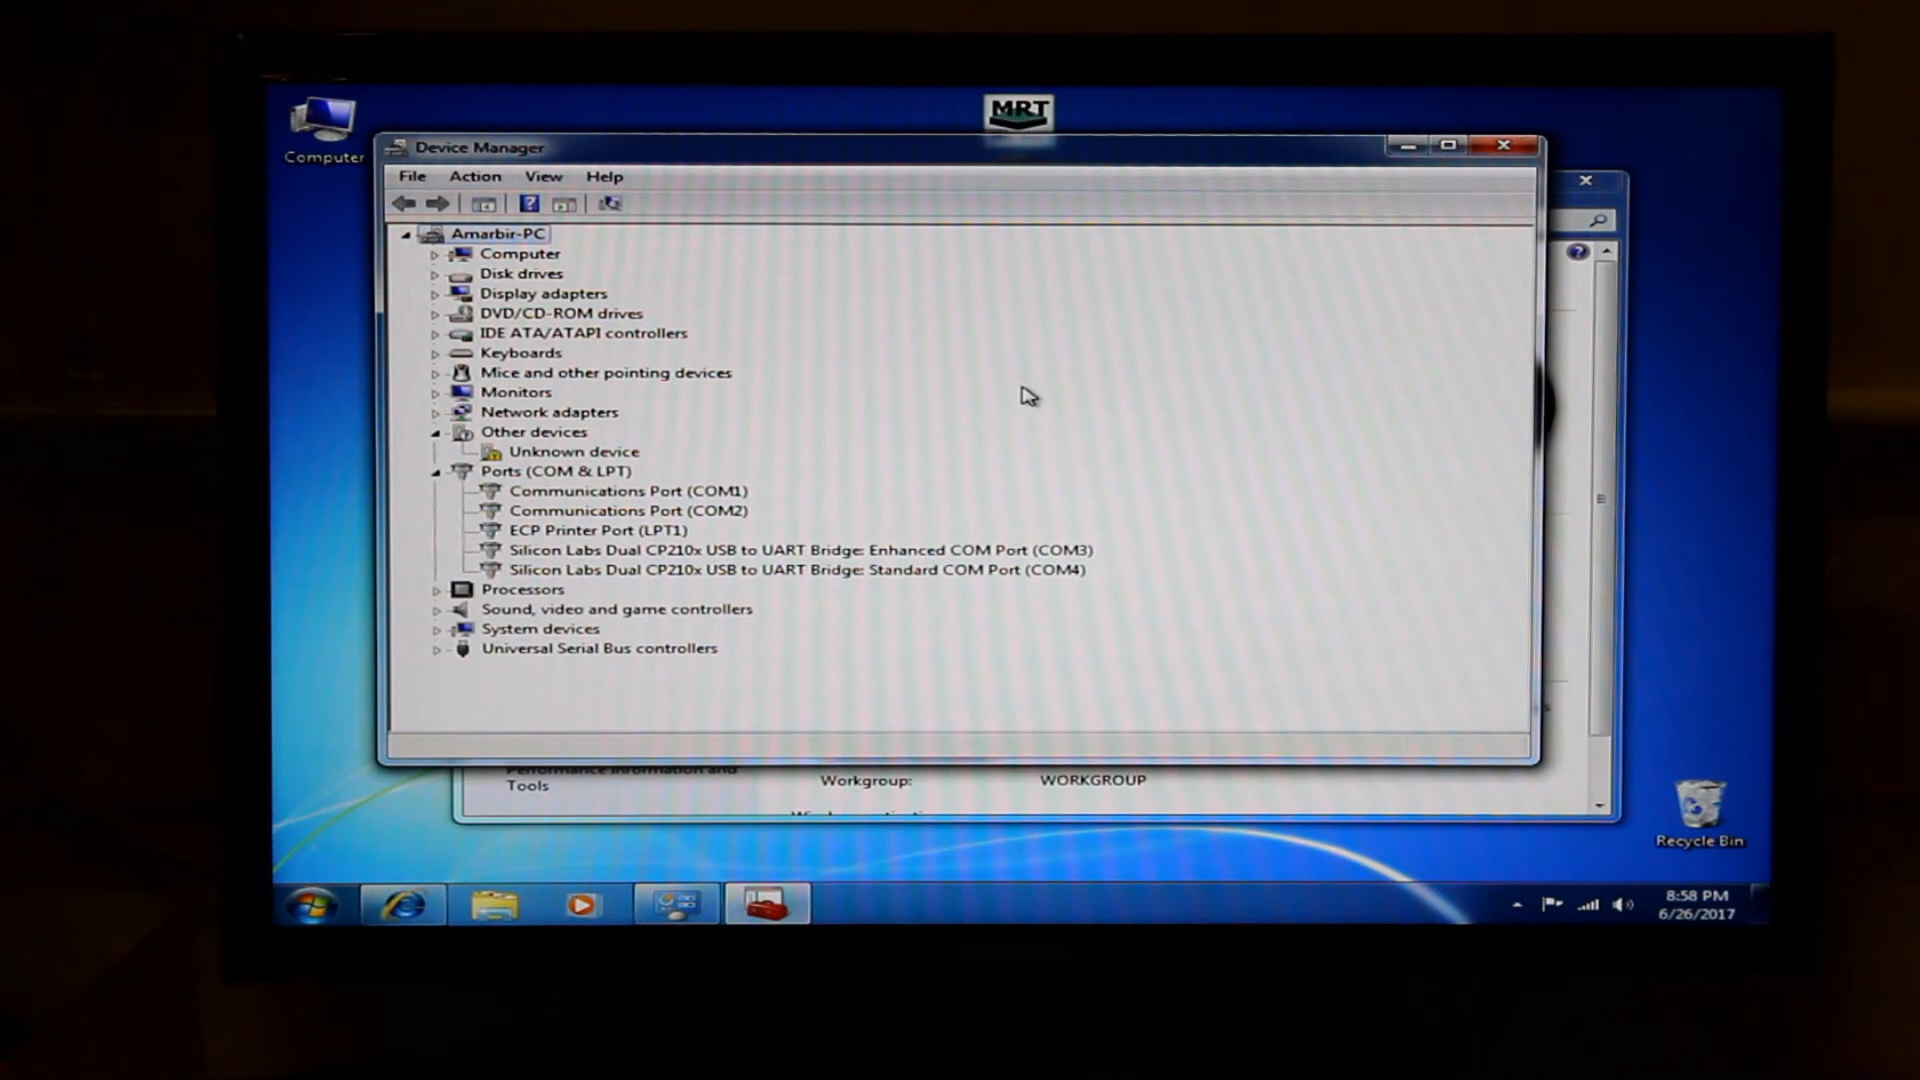 MRT
Computer
Device Manager
File Action View Help
Amarbir-PC
Computer
Disk drives
Display adapters
DVD/CD-ROM drives
IDE ATA/ATAPI controllers
Keyboards
Mice and other pointing devices
Monitors
Network adapters
Other devices
Unknown device
Ports (COM & LPT)
Communications Port (COM1)
Communications Port (COM2)
ECP Printer Port (LPT1)
Silicon Labs Dual CP210x USB to UART Bridge: Enhanced COM Port (COM3)
Silicon Labs Dual CP210x USB to UART Bridge: Standard COM Port (COM4)
Processors
Sound, video and game controllers
System devices
Universal Serial Bus controllers
Performance Information and
Tools
Workgroup: WORKGROUP
Recycle Bin
8:58 PM
6/26/2017